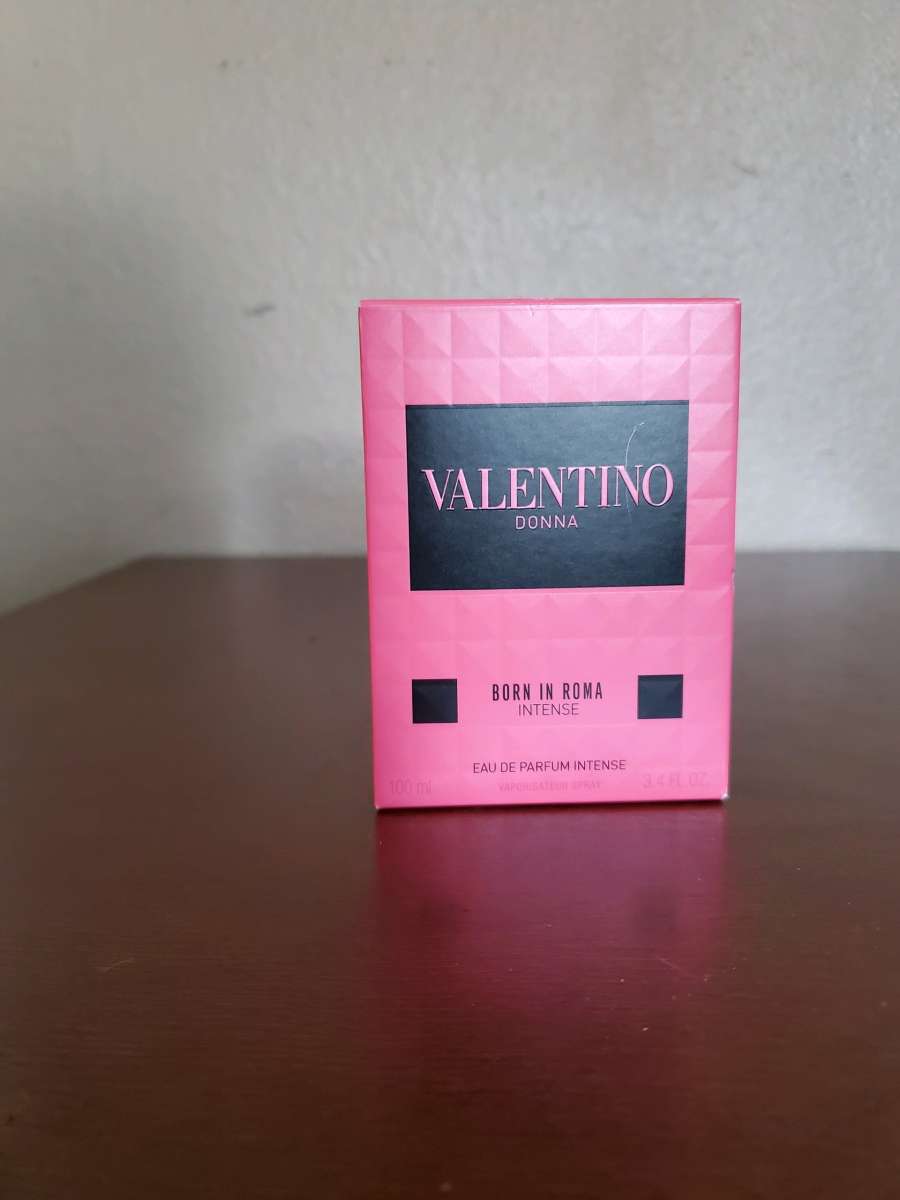 VALENTINO
DONNA
BORN IN ROMA
INTENSE
EAU DE PARFUM INTENSE
100 ml VAPORISATEUR SPRAY 3.4 FL. OZ.